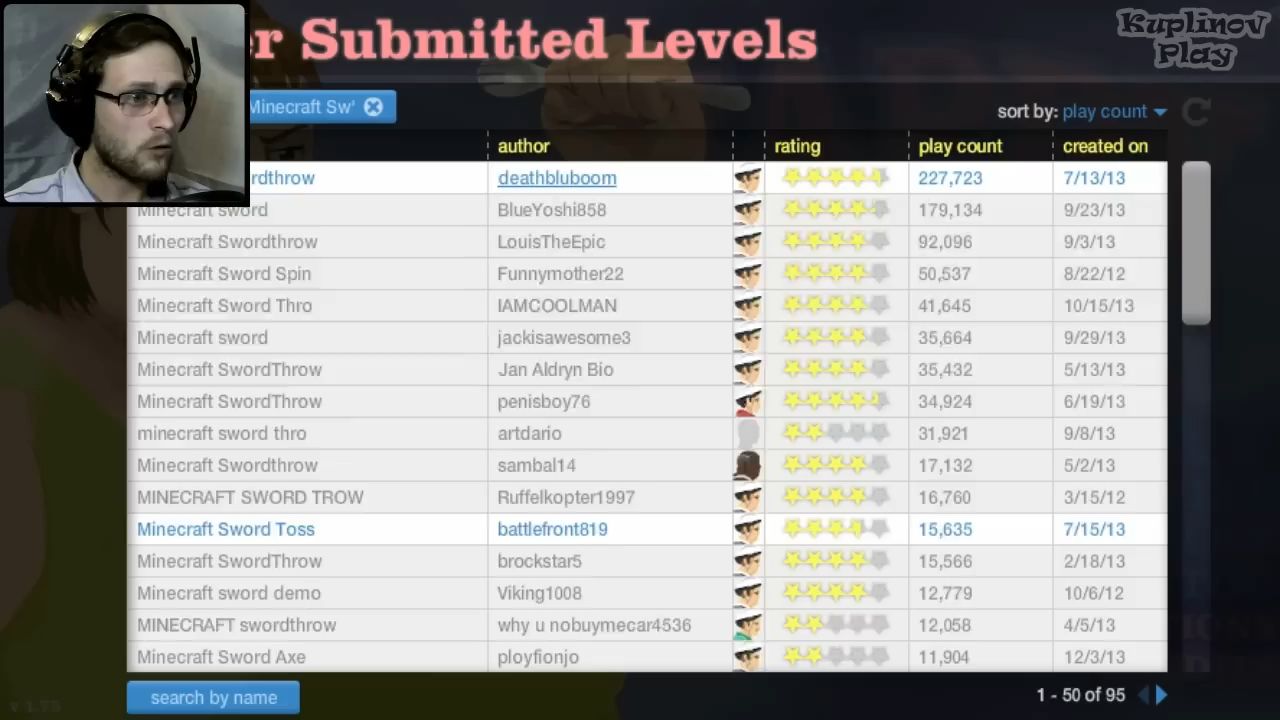 er Submitted Levels
Kuplinov
Play
Minecraft Sw'
sort by: play count
author rating play count created on
rdthrow deathbluboom 227,723 7/13/13
Minecraft sword BlueYoshi858 179,134 9/23/13
Minecraft Swordthrow LouisTheEpic 92,096 9/3/13
Minecraft Sword Spin Funnymother22 50,537 8/22/12
Minecraft Sword Thro IAMCOOLMAN 41,645 10/15/13
Minecraft sword jackisawesome3 35,664 9/29/13
Minecraft SwordThrow Jan Aldryn Bio 35,432 5/13/13
Minecraft SwordThrow penisboy76 34,924 6/19/13
minecraft sword thro artdario 31,921 9/8/13
Minecraft Swordthrow sambal14 17,132 5/2/13
MINECRAFT SWORD TROW Ruffelkopter1997 16,760 3/15/12
Minecraft Sword Toss battlefront819 15,635 7/15/13
Minecraft SwordThrow brockstar5 15,566 2/18/13
Minecraft sword demo Viking1008 12,779 10/6/12
MINECRAFT swordthrow why u nobuymecar4536 12,058 4/5/13
Minecraft Sword Axe ployfionjo 11,904 12/3/13
search by name
1 - 50 of 95
v 1.75